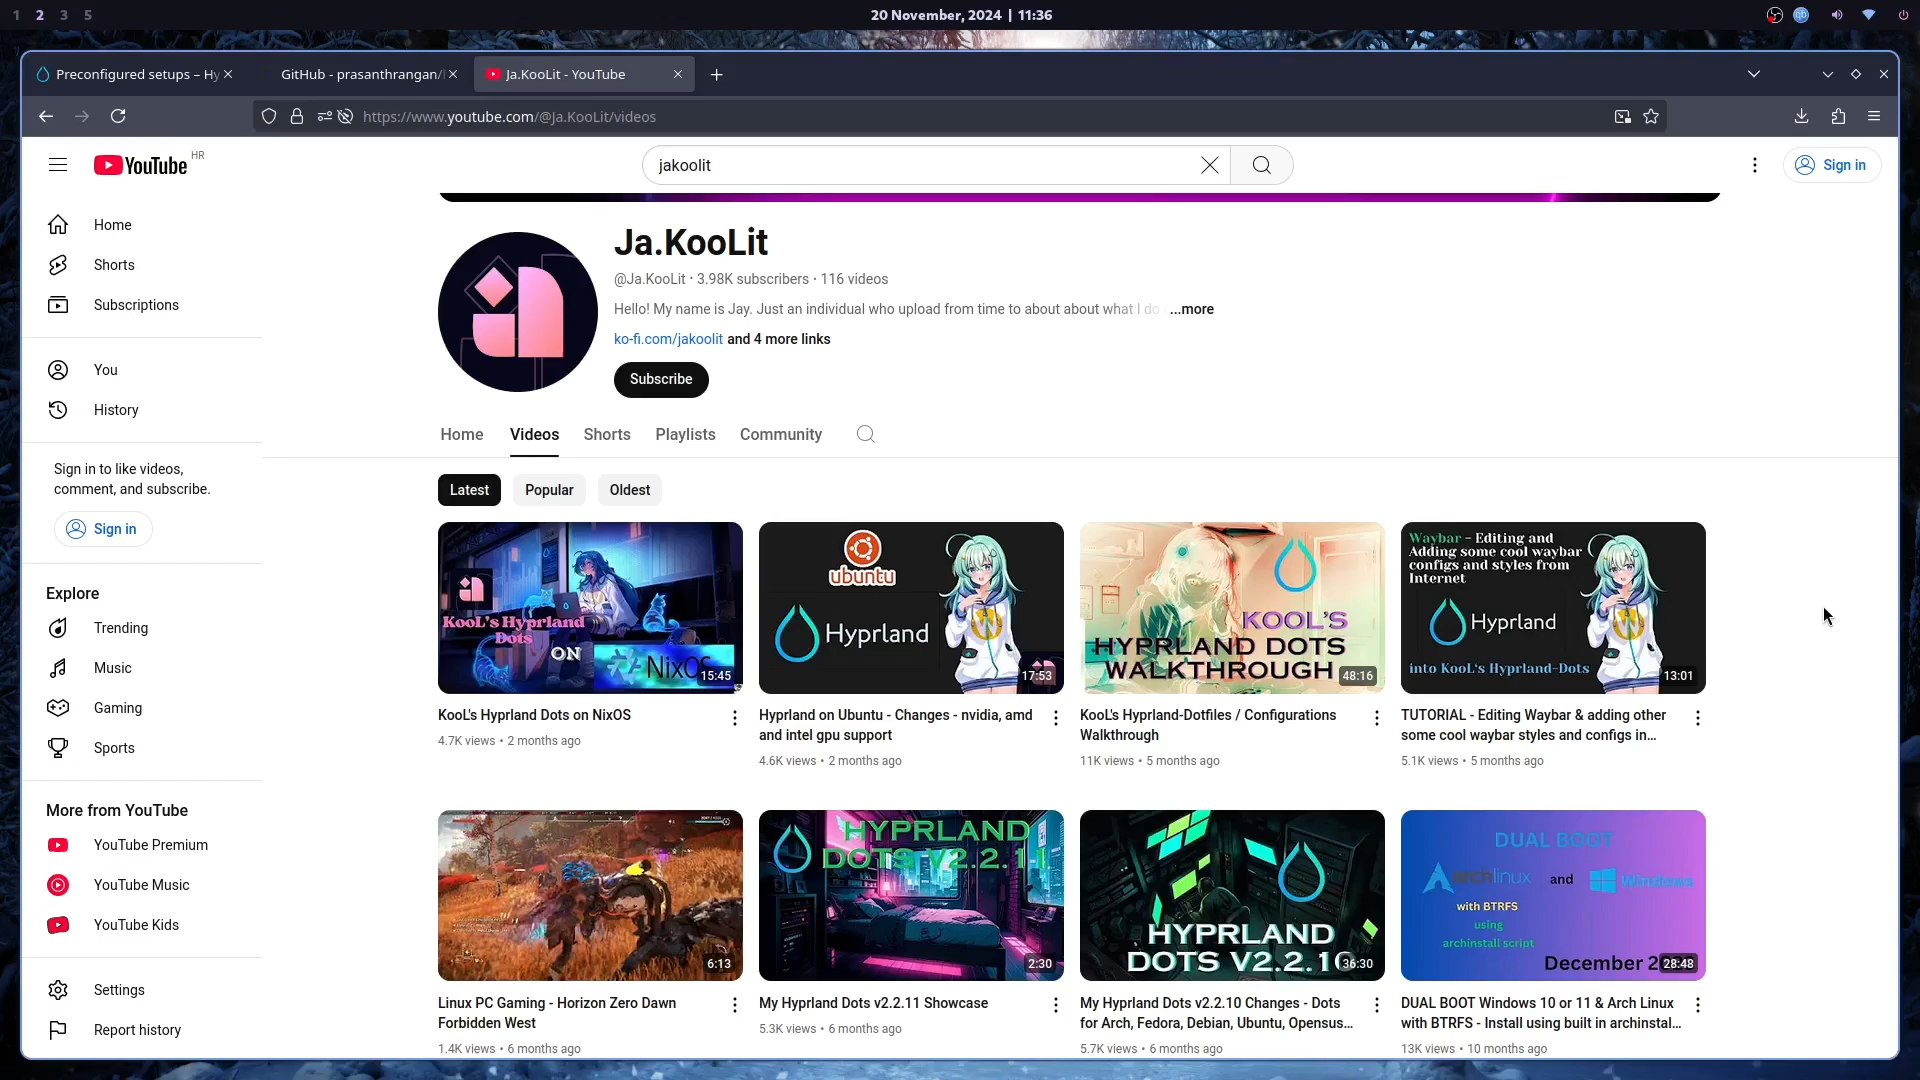 1 2 3 5
20 November, 2024 | 11:36
Preconfigured setups – Hy
GitHub - prasanthrangan/
Ja.KooLit - YouTube
https://www.youtube.com/@Ja.KooLit/videos
YouTube HR
jakoolit
Sign in
Home
Shorts
Subscriptions
You
History
Sign in to like videos,
comment, and subscribe.
Sign in
Explore
Trending
Music
Gaming
Sports
More from YouTube
YouTube Premium
YouTube Music
YouTube Kids
Settings
Report history
Ja.KooLit
@Ja.KooLit · 3.98K subscribers · 116 videos
Hello! My name is Jay. Just an individual who upload from time to about about what I do ...more
ko-fi.com/jakoolit and 4 more links
Subscribe
Home Videos Shorts Playlists Community
Latest Popular Oldest
KooL's Hyprland
Dots
ON
NixOS
15:45
KooL's Hyprland Dots on NixOS
4.7K views • 2 months ago
ubuntu
Hyprland
17:53
Hyprland on Ubuntu - Changes - nvidia, amd
and intel gpu support
4.6K views • 2 months ago
KOOL'S
HYPRLAND DOTS
WALKTHROUGH
48:16
KooL's Hyprland-Dotfiles / Configurations
Walkthrough
11K views • 5 months ago
Waybar - Editing and
Adding some cool waybar
configs and styles from
Internet
Hyprland
into KooL's Hyprland-Dots
13:01
TUTORIAL - Editing Waybar & adding other
some cool waybar styles and configs in...
5.1K views • 5 months ago
6:13
Linux PC Gaming - Horizon Zero Dawn
Forbidden West
1.4K views • 6 months ago
HYPRLAND
DOTS V2.2.11
2:30
My Hyprland Dots v2.2.11 Showcase
5.3K views • 6 months ago
HYPRLAND
DOTS V2.2.10
36:30
My Hyprland Dots v2.2.10 Changes - Dots
for Arch, Fedora, Debian, Ubuntu, Opensus...
5.7K views • 6 months ago
DUAL BOOT
archlinux and Windows
with BTRFS
using
archinstall script
December 2
28:48
DUAL BOOT Windows 10 or 11 & Arch Linux
with BTRFS - Install using built in archinstal...
13K views • 10 months ago